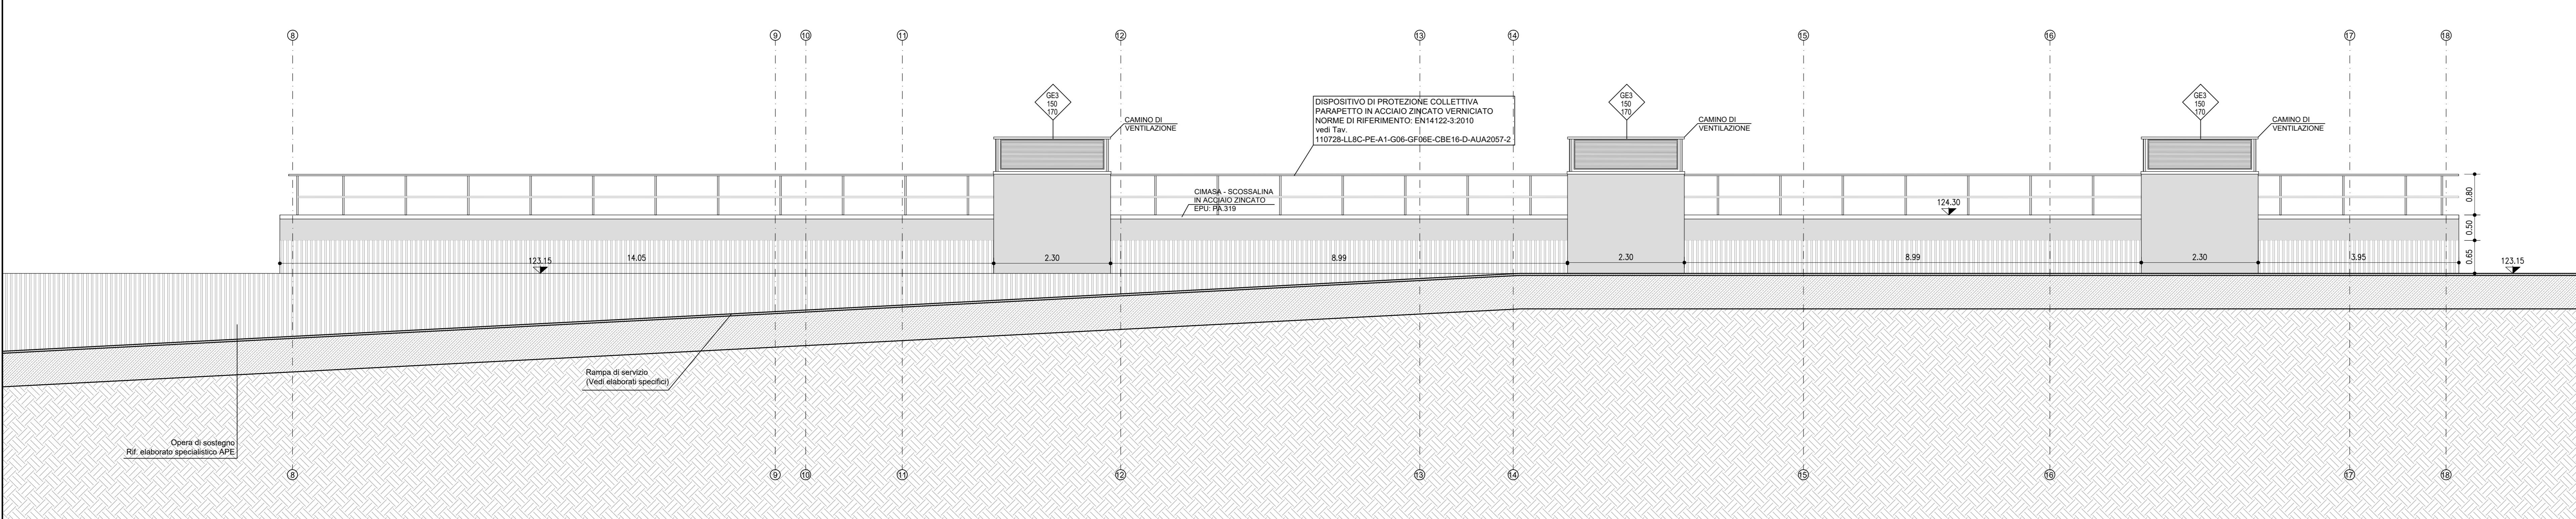 8 9 10 11 12 13 14 15 16 17 18
GE3
150
170
CAMINO DI
VENTILAZIONE
DISPOSITIVO DI PROTEZIONE COLLETTIVA
PARAPETTO IN ACCIAIO ZINCATO VERNICIATO
NORME DI RIFERIMENTO: EN14122-3:2010
vedi Tav.
110728-LL8C-PE-A1-G06-GF06E-CBE16-D-AUA2057-2
GE3
150
170
CAMINO DI
VENTILAZIONE
GE3
150
170
CAMINO DI
VENTILAZIONE
CIMASA - SCOSSALINA
IN ACCIAIO ZINCATO
EPU: PA.319
124.30
0.80
0.50
0.65
123.15
14.05
2.30
8.99
2.30
8.99
2.30
3.95
123.15
Rampa di servizio
(Vedi elaborati specifici)
Opera di sostegno
Rif. elaborato specialistico APE
8 9 10 11 12 13 14 15 16 17 18